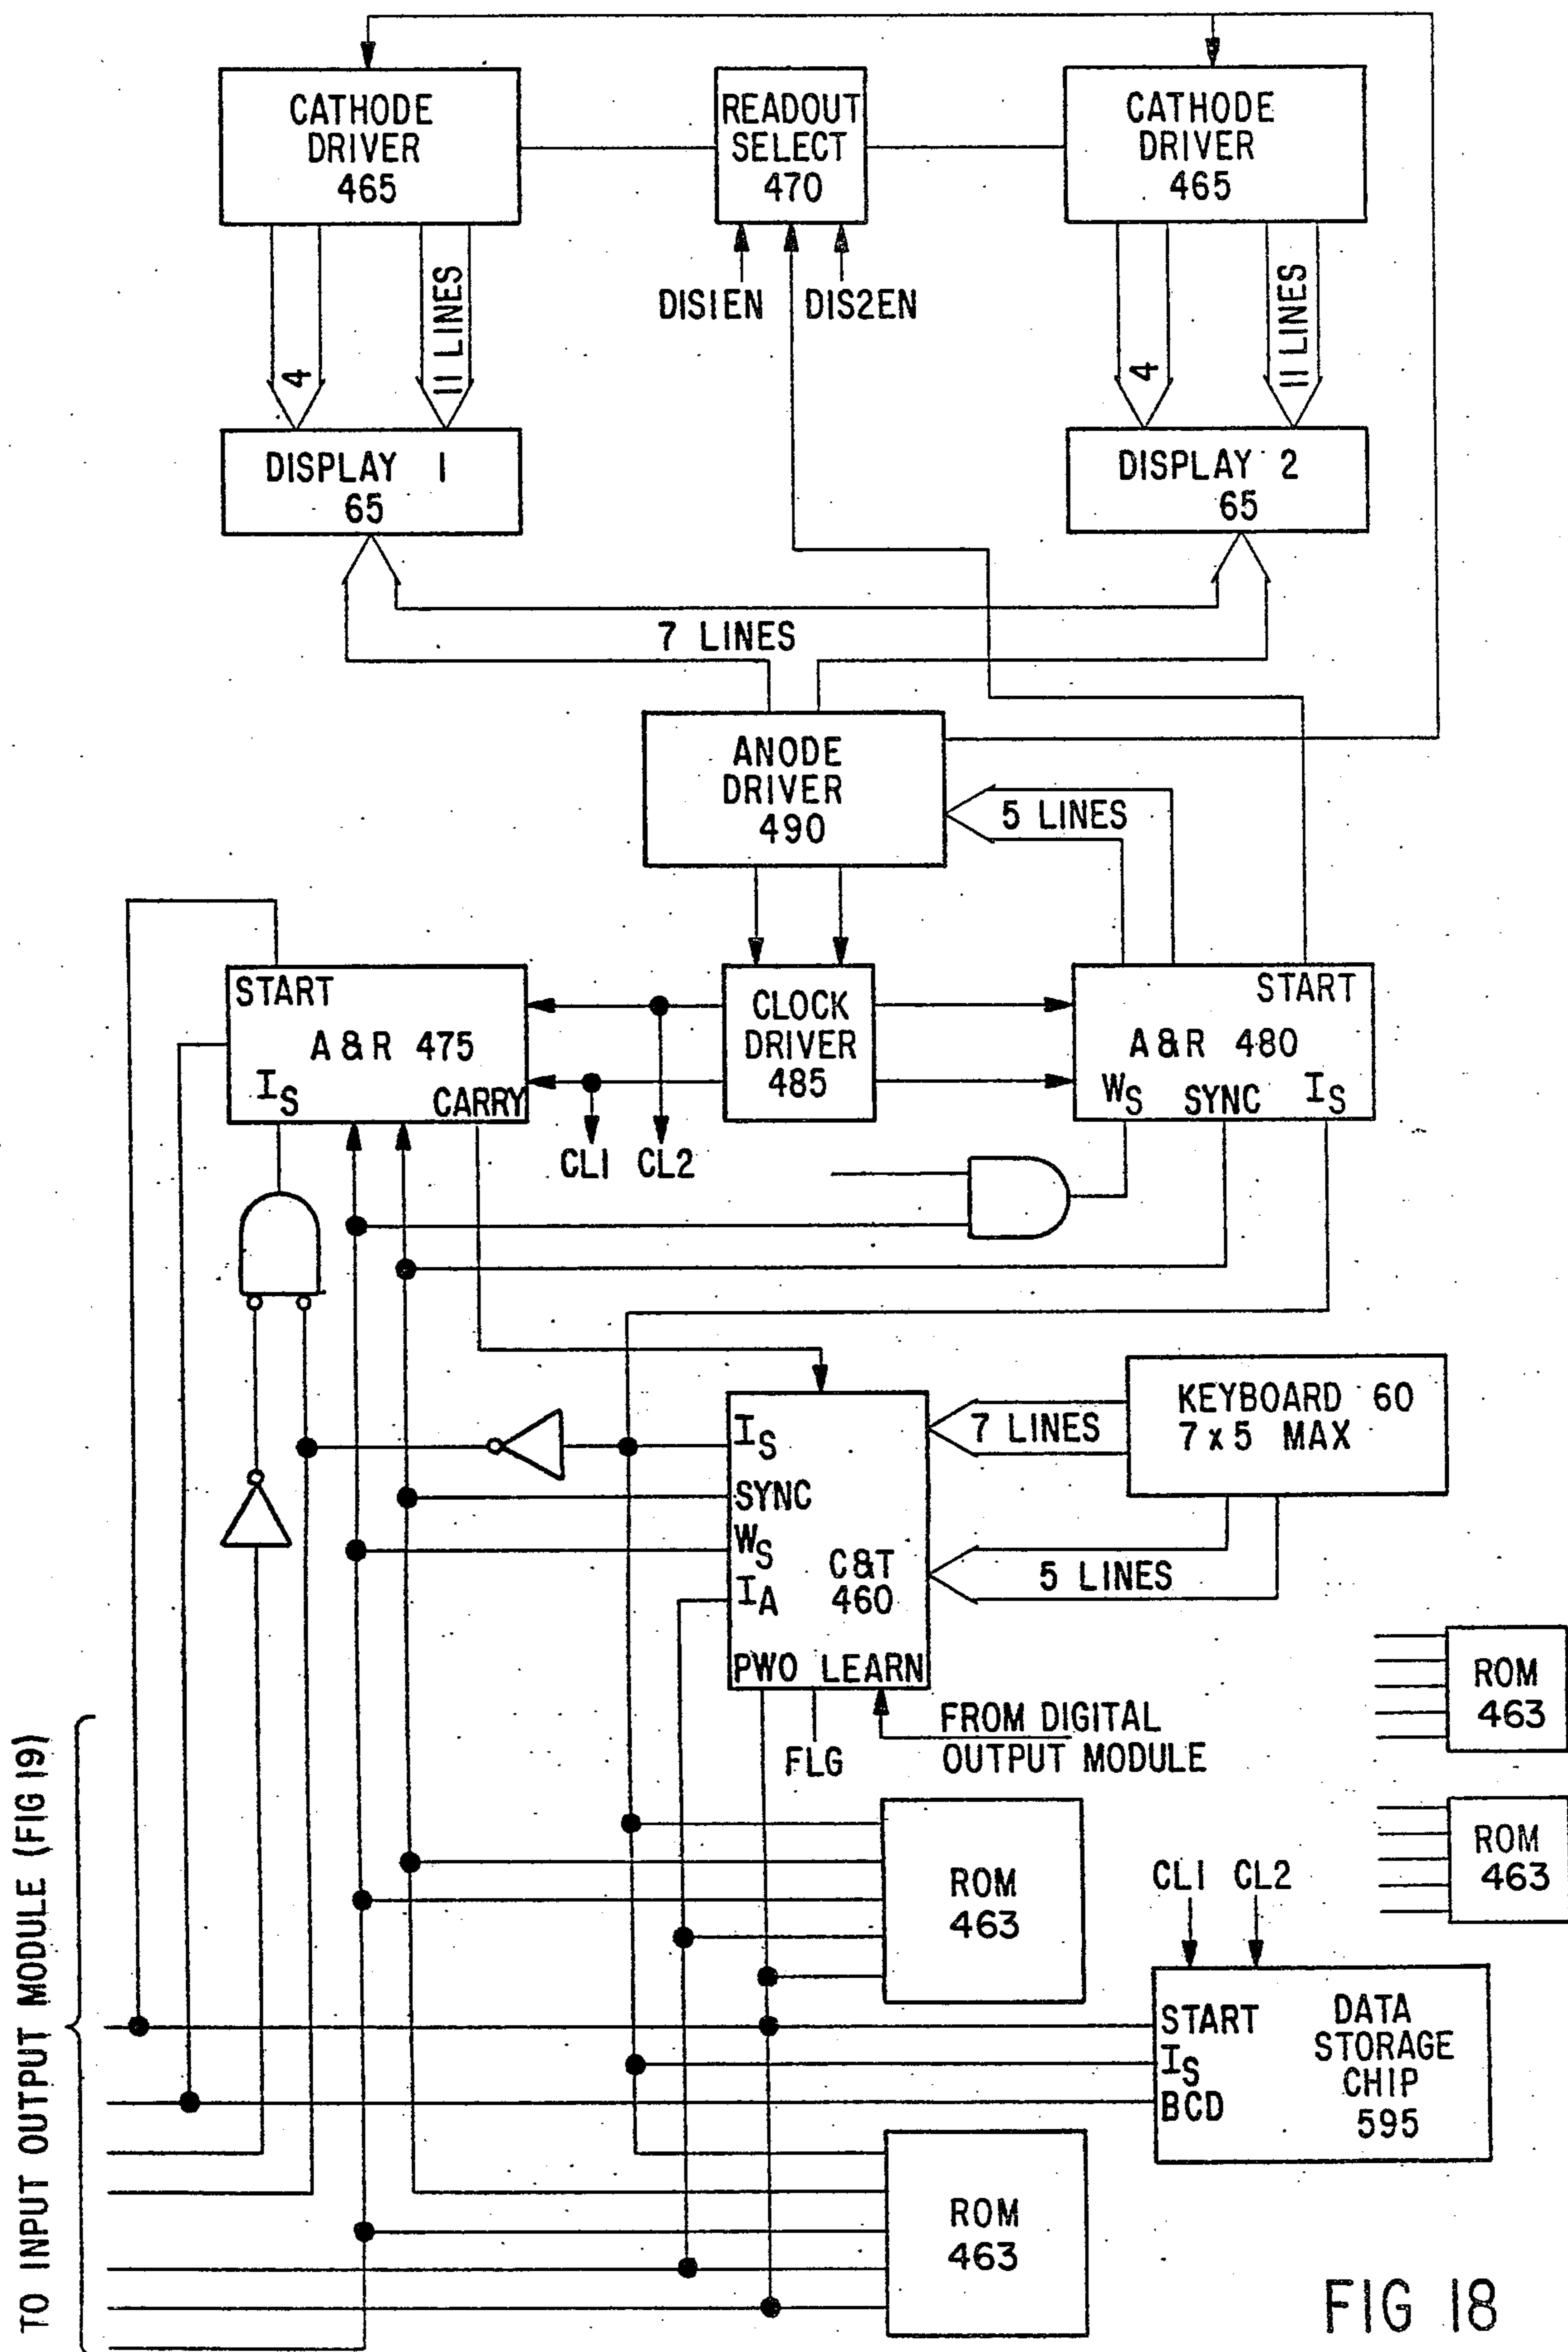 CATHODE
DRIVER
465
READOUT
SELECT
470
CATHODE
DRIVER
465
DIS1EN
DIS2EN
4
11 LINES
4
11 LINES
DISPLAY 1
65
DISPLAY 2
65
7 LINES
ANODE
DRIVER
490
5 LINES
START
A&R 475
IS
CARRY
CLOCK
DRIVER
485
START
A&R 480
WS
SYNC
IS
CL1
CL2
KEYBOARD 60
7 x 5 MAX
7 LINES
5 LINES
IS
SYNC
WS
IA
C&T
460
PWO
LEARN
FLG
FROM DIGITAL
OUTPUT MODULE
ROM
463
ROM
463
ROM
463
CL1
CL2
START
IS
BCD
DATA
STORAGE
CHIP
595
ROM
463
TO INPUT OUTPUT MODULE (FIG 19)
FIG 18